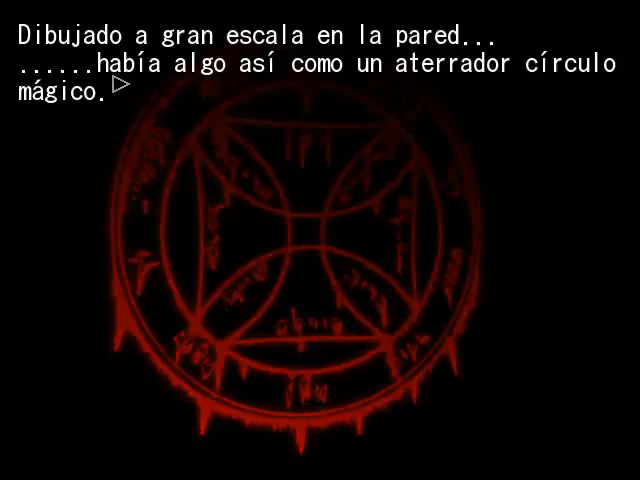 Dibujado a gran escala en la pared...
......había algo así como un aterrador círculo
mágico.